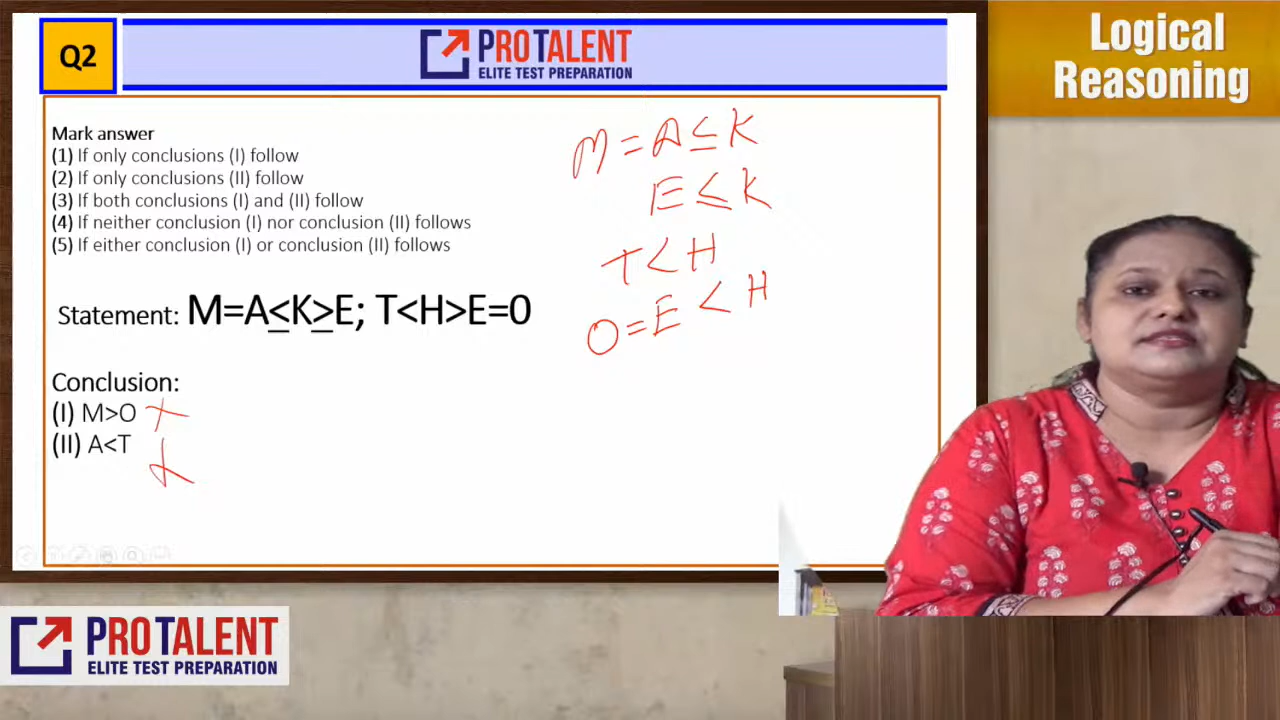 Q2
PROTALENT
ELITE TEST PREPARATION
Logical
Reasoning
Mark answer
(1) If only conclusions (I) follow
(2) If only conclusions (II) follow
(3) If both conclusions (I) and (II) follow
(4) If neither conclusion (I) nor conclusion (II) follows
(5) If either conclusion (I) or conclusion (II) follows
Statement: M=A≤K≥E; T<H>E=0
Conclusion:
(I) M>O
(II) A<T
M=A≤K
E≤K
T<H
O=E<H
PROTALENT
ELITE TEST PREPARATION